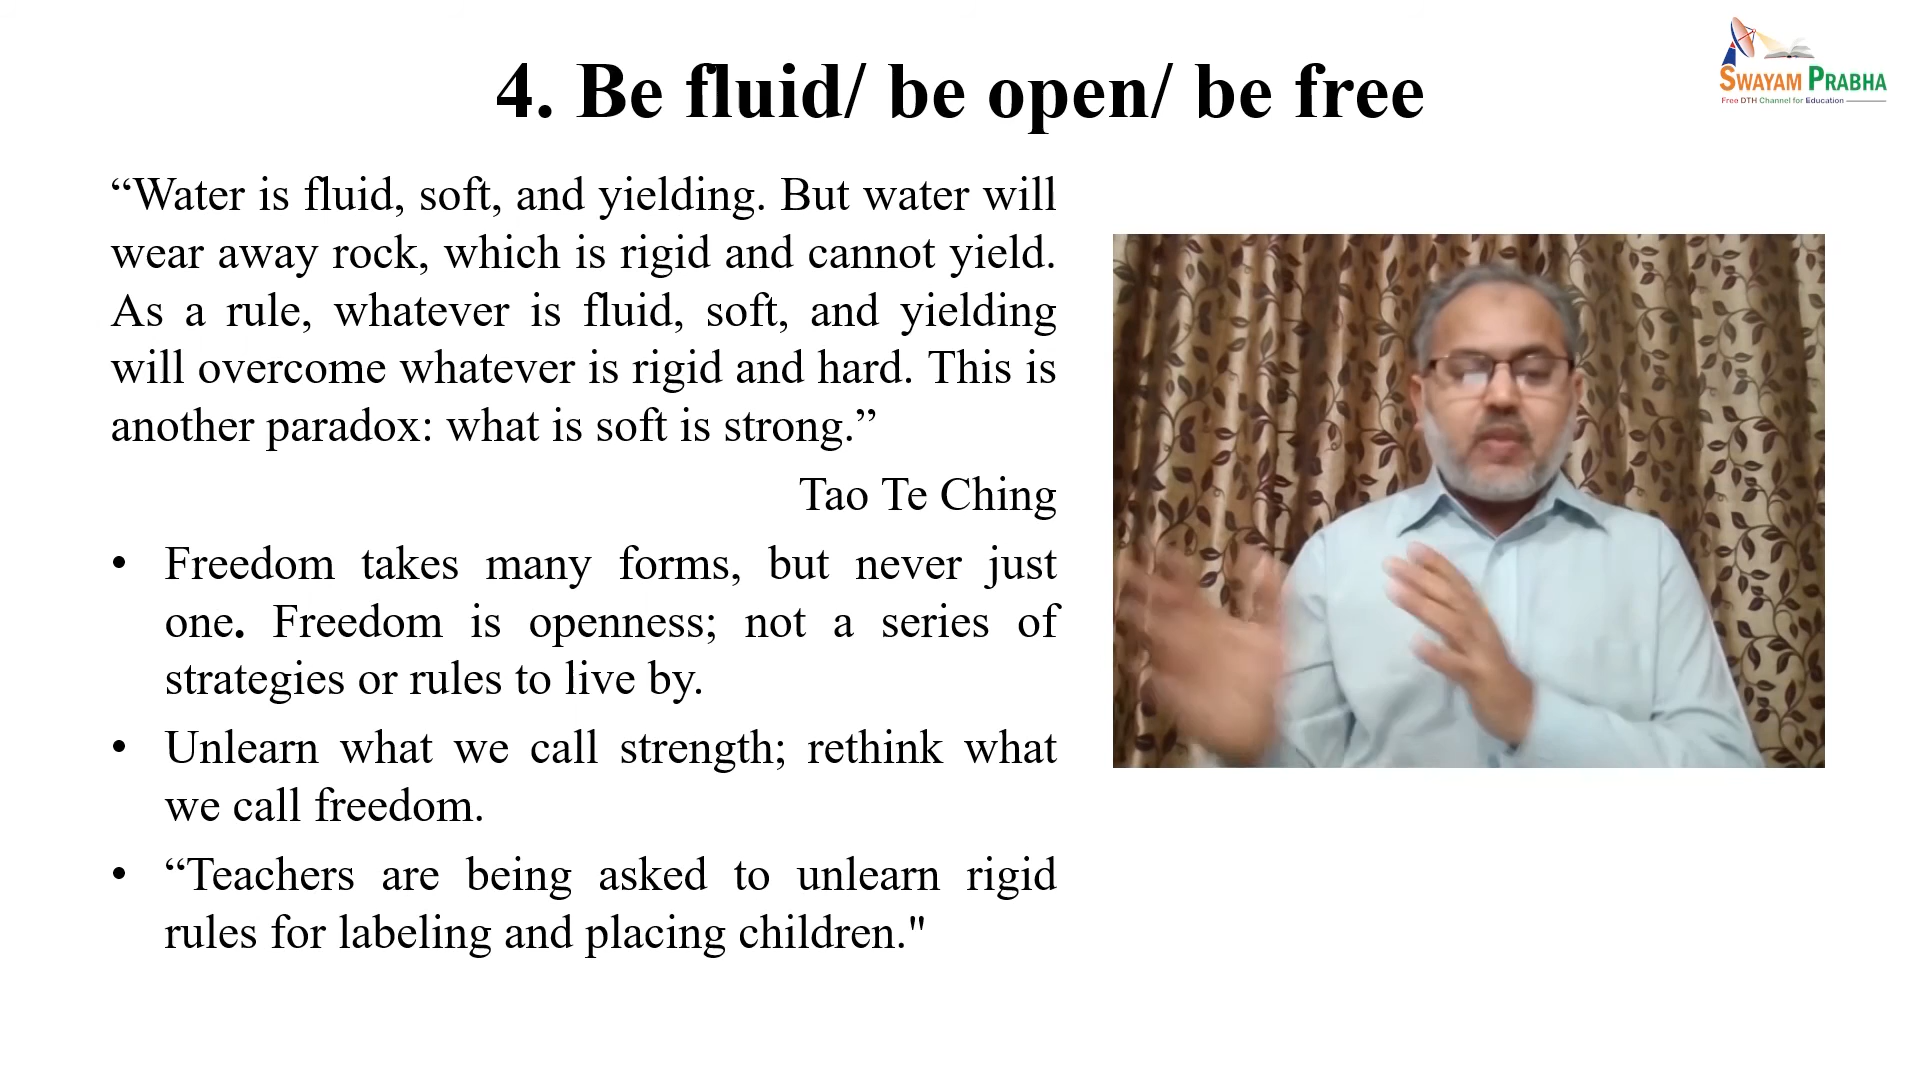 4. Be fluid/ be open/ be free
SWAYAM PRABHA
Free DTH Channel for Education
“Water is fluid, soft, and yielding. But water will
wear away rock, which is rigid and cannot yield.
As a rule, whatever is fluid, soft, and yielding
will overcome whatever is rigid and hard. This is
another paradox: what is soft is strong.”
Tao Te Ching
• Freedom takes many forms, but never just
one. Freedom is openness; not a series of
strategies or rules to live by.
• Unlearn what we call strength; rethink what
we call freedom.
• “Teachers are being asked to unlearn rigid
rules for labeling and placing children."